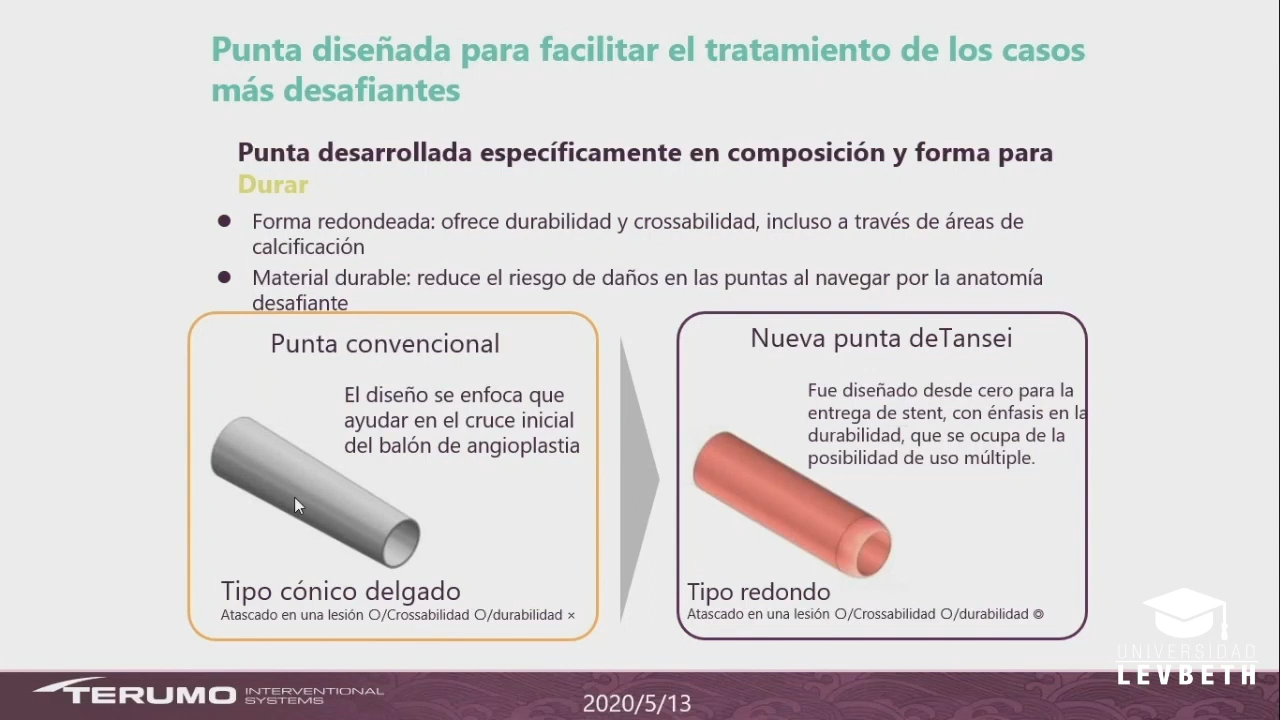 Punta diseñada para facilitar el tratamiento de los casos
más desafiantes
Punta desarrollada específicamente en composición y forma para
Durar
● Forma redondeada: ofrece durabilidad y crossabilidad, incluso a través de áreas de
calcificación
● Material durable: reduce el riesgo de daños en las puntas al navegar por la anatomía
desafiante
Punta convencional
El diseño se enfoca que
ayudar en el cruce inicial
del balón de angioplastia
Tipo cónico delgado
Atascado en una lesión O/Crossabilidad O/durabilidad ×
Nueva punta deTansei
Fue diseñado desde cero para la
entrega de stent, con énfasis en la
durabilidad, que se ocupa de la
posibilidad de uso múltiple.
Tipo redondo
Atascado en una lesión O/Crossabilidad O/durabilidad ◎
UNIVERSIDAD
LEVBETH
TERUMO INTERVENTIONAL
SYSTEMS
2020/5/13